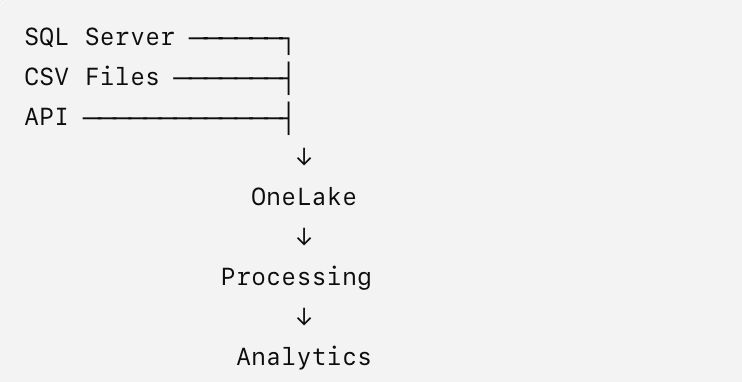 SQL Server ───────┐
CSV Files ────────┤
API ──────────────┤
↓
OneLake
↓
Processing
↓
Analytics